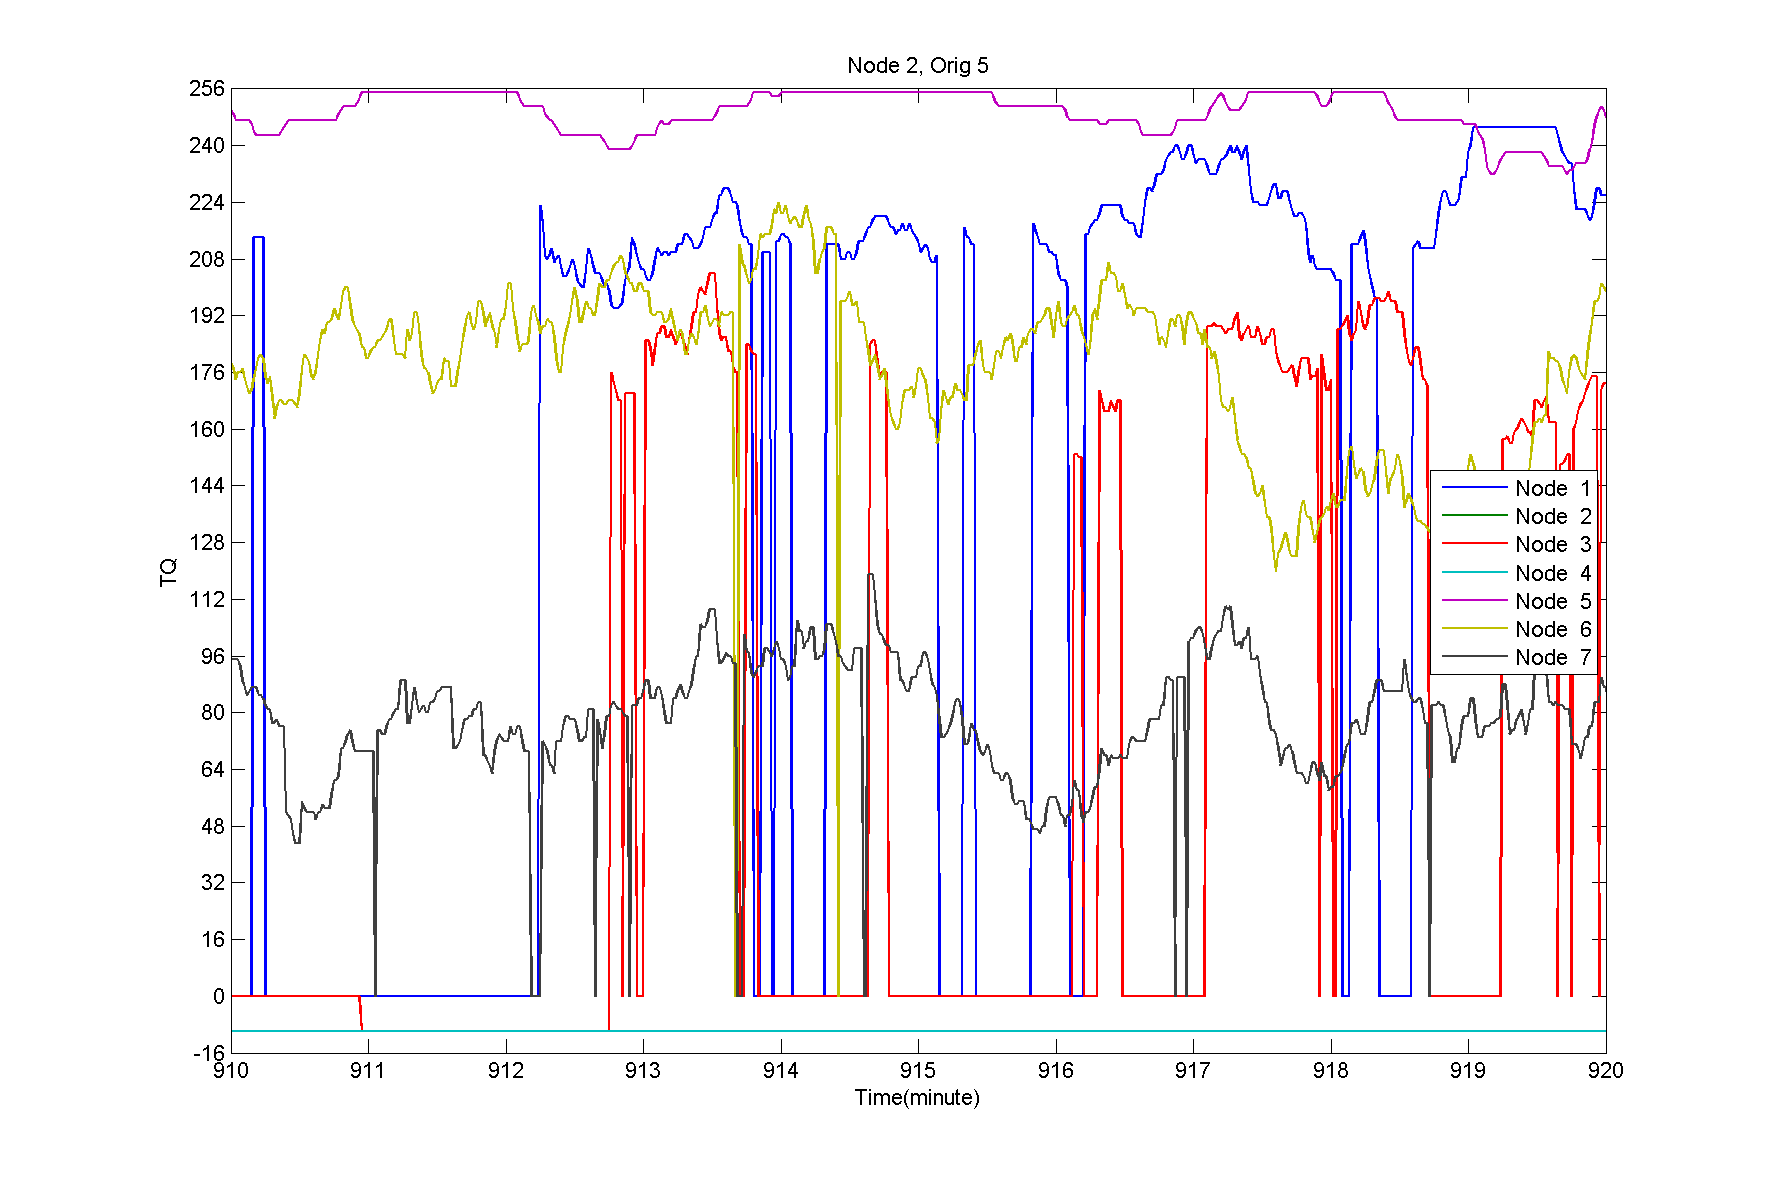 Node 2, Orig 5
256
240
224
208
192
176
160
144
128
112
96
80
64
48
32
16
0
-16
TQ
Node 1
Node 2
Node 3
Node 4
Node 5
Node 6
Node 7
910 911 912 913 914 915 916 917 918 919 920
Time(minute)